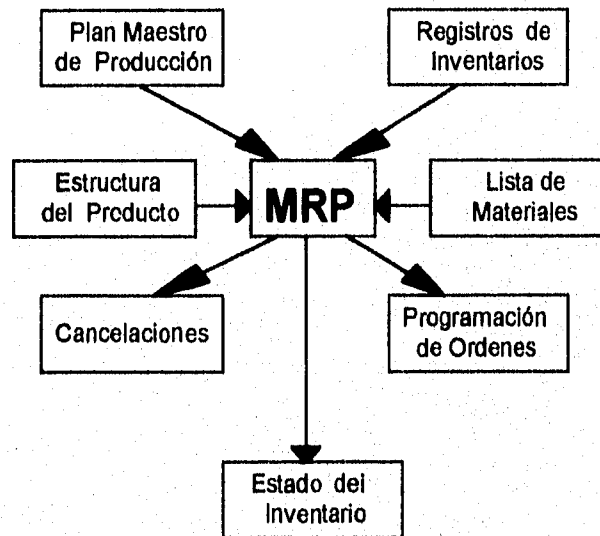 Plan Maestro
de Producción
Registros de
Inventarios
Estructura
del Producto
MRP
Lista de
Materiales
Cancelaciones
Programación
de Ordenes
Estado del
Inventario